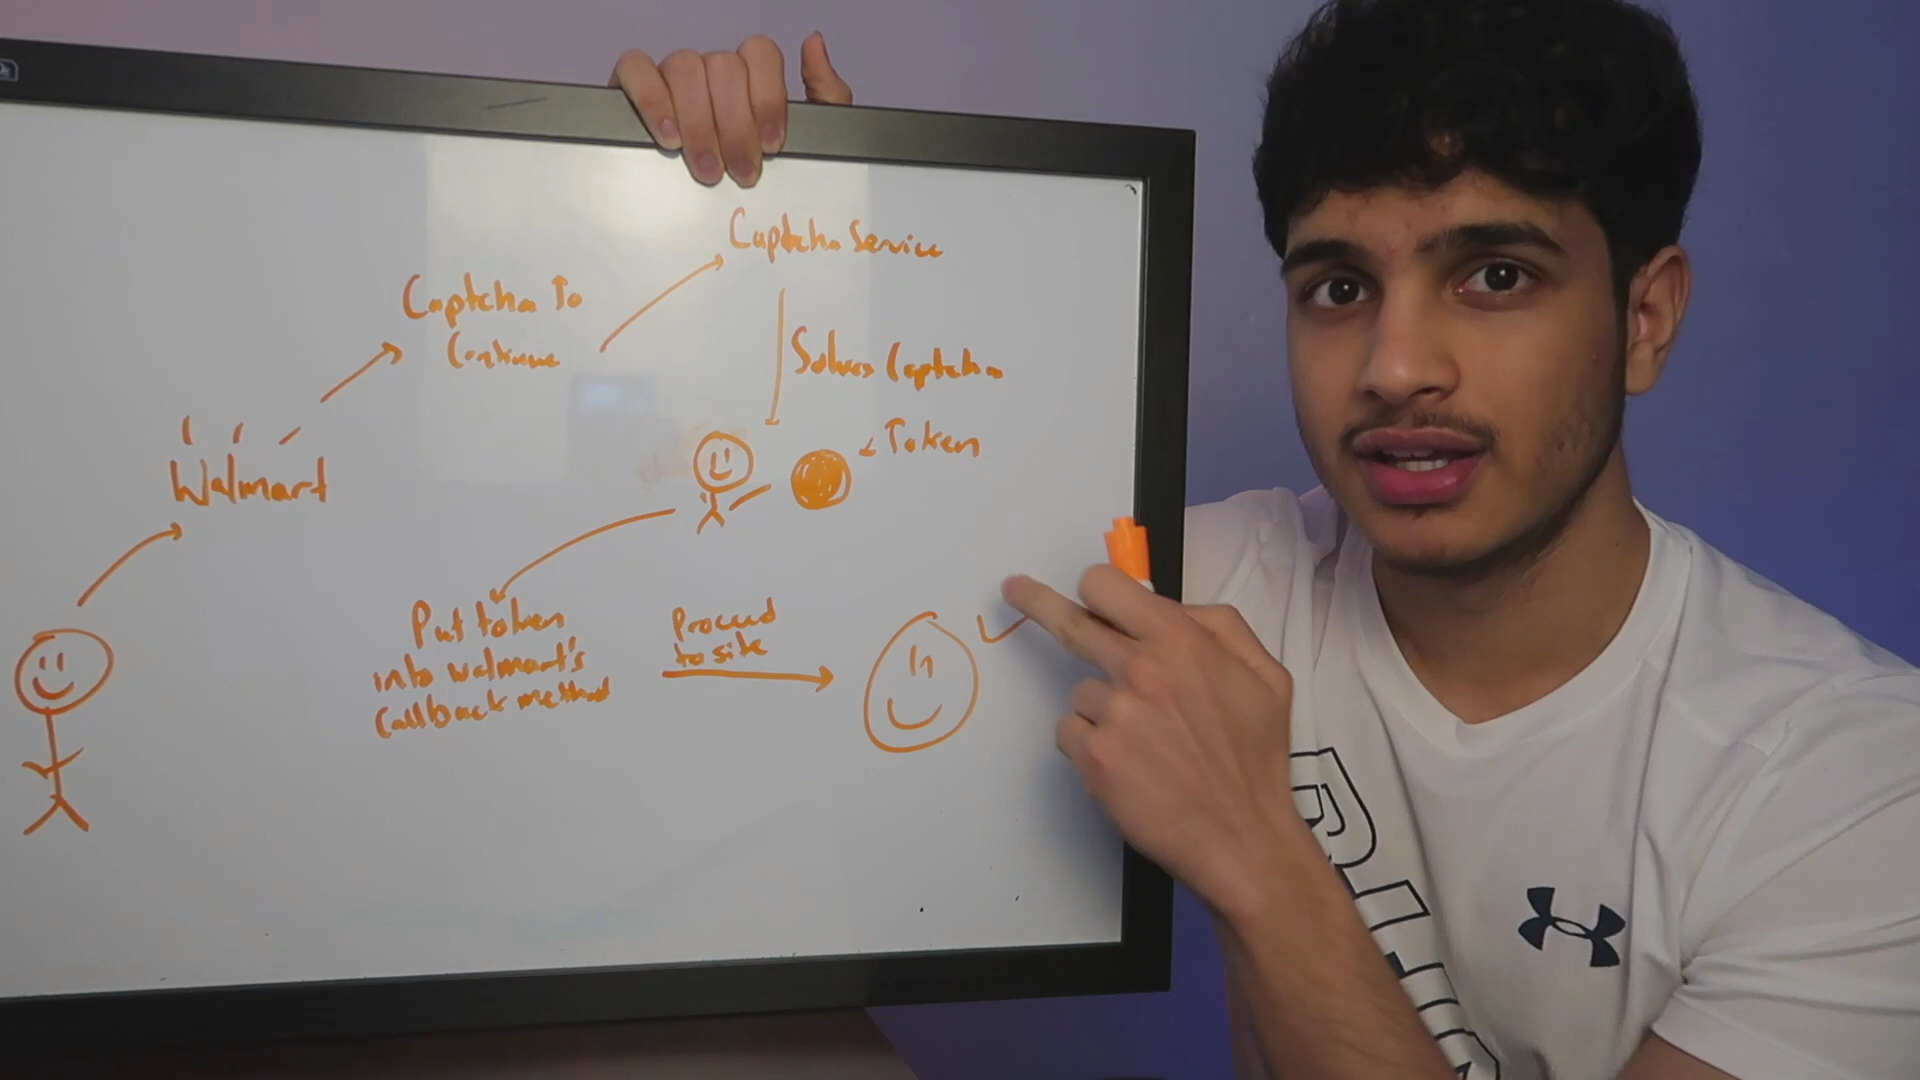 Captcha Service
Captcha To
Continue
Solves Captcha
Token
Walmart
Put token
into walmart's
Callback method
Proceed
to site